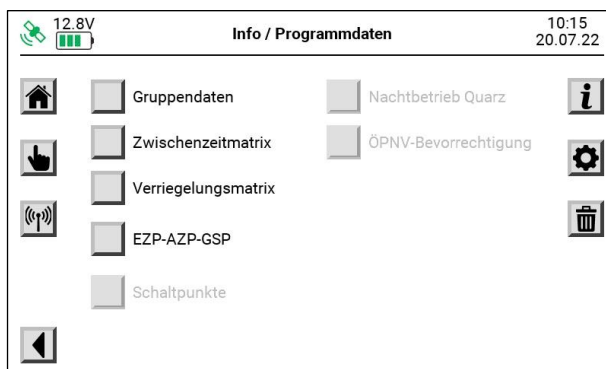 12.8V
Info / Programmdaten
10:15
20.07.22
Gruppendaten
Nachtbetrieb Quarz
Zwischenzeitmatrix
ÖPNV-Bevorrechtigung
Verriegelungsmatrix
EZP-AZP-GSP
Schaltpunkte